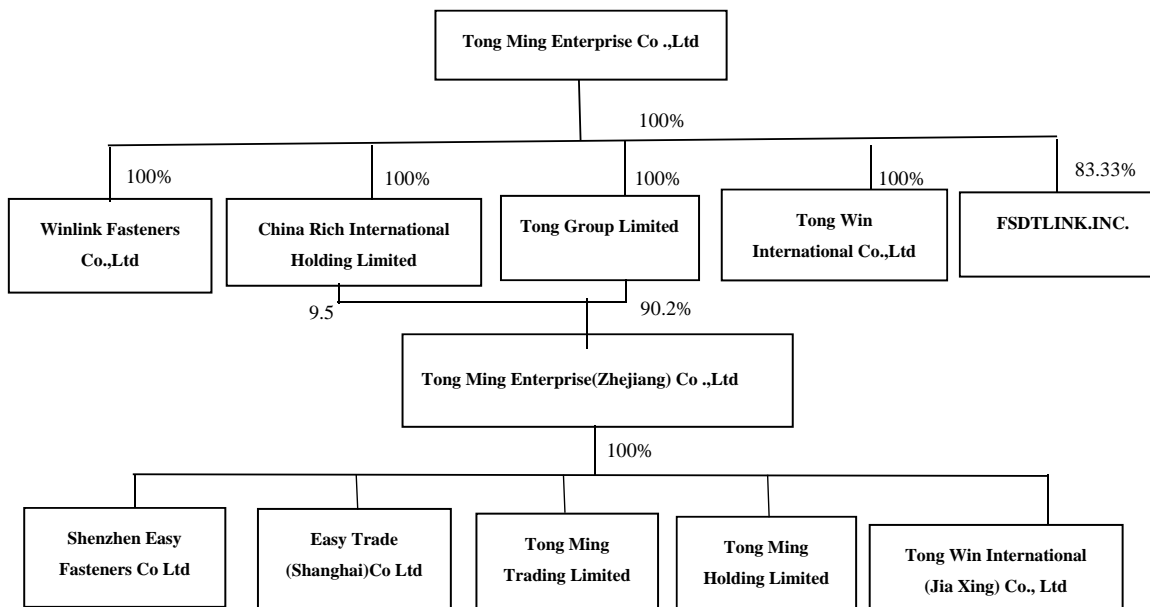 Tong Ming Enterprise Co .,Ltd
100%
100%
100%
100%
100%
83.33%
Winlink Fasteners
Co.,Ltd
China Rich International
Holding Limited
Tong Group Limited
Tong Win
International Co.,Ltd
FSDTLINK.INC.
9.5
90.2%
Tong Ming Enterprise(Zhejiang) Co .,Ltd
100%
Shenzhen Easy
Fasteners Co Ltd
Easy Trade
(Shanghai)Co Ltd
Tong Ming
Trading Limited
Tong Ming
Holding Limited
Tong Win International
(Jia Xing) Co., Ltd